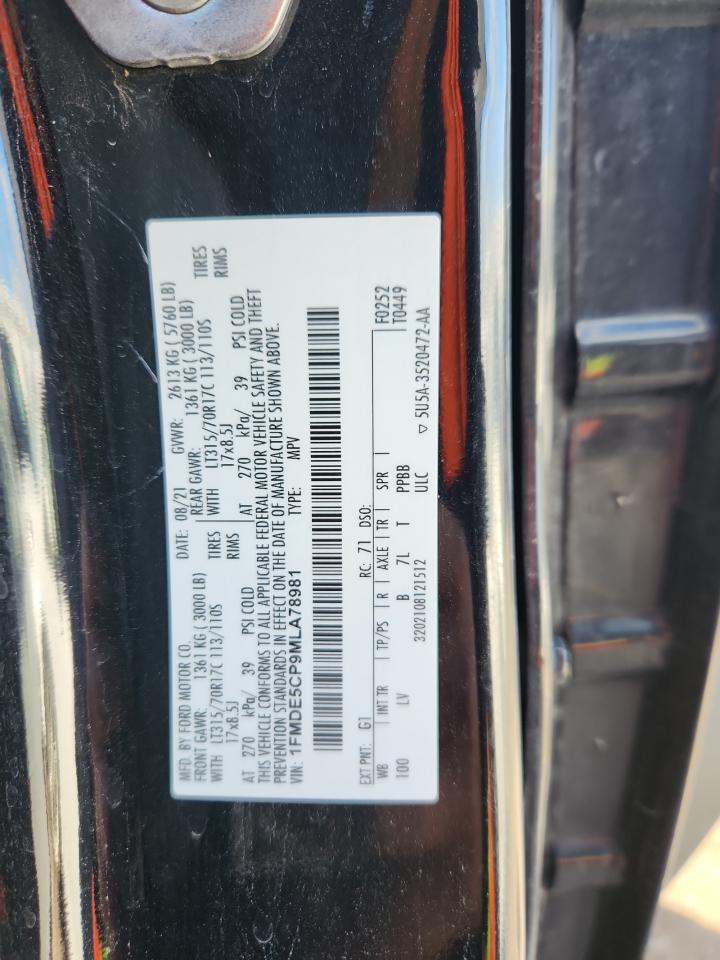 MFD. BY FORD MOTOR CO.
DATE: 08/21 GVWR: 2613 KG ( 5760 LB)
FRONT GAWR: 1361 KG ( 3000 LB) REAR GAWR: 1361 KG ( 3000 LB)
WITH LT315/70R17C 113/110S TIRES WITH LT315/70R17C 113/110S TIRES
17x8.5J RIMS 17x8.5J RIMS
AT 270 kPa/ 39 PSI COLD AT 270 kPa/ 39 PSI COLD
THIS VEHICLE CONFORMS TO ALL APPLICABLE FEDERAL MOTOR VEHICLE SAFETY AND THEFT
PREVENTION STANDARDS IN EFFECT ON THE DATE OF MANUFACTURE SHOWN ABOVE.
VIN: 1FMDE5CP9MLA78981 TYPE: MPV
EXT PNT: G1 RC: 71 DSO: F0252
WB INT TR TP/PS R AXLE TR SPR T0449
100 LV B 7L T PPBB
3202108121512 ULC ▽ 5U5A-3520472-AA